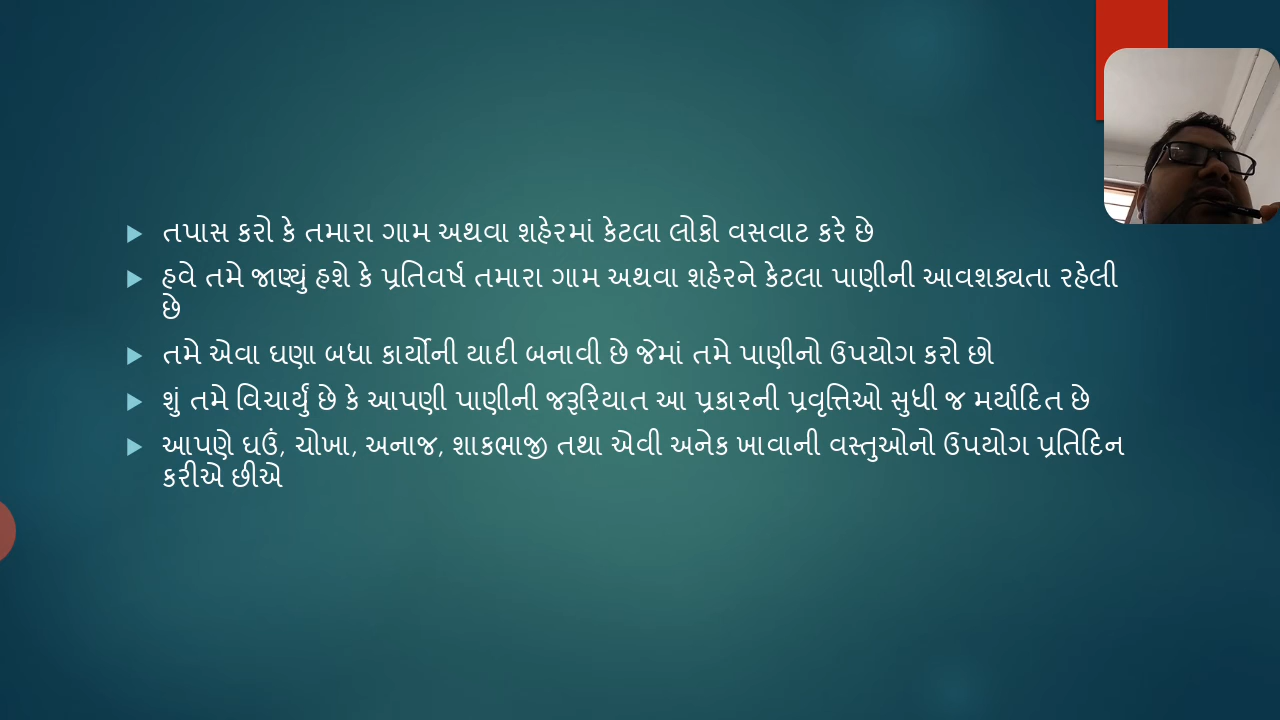 તપાસ કરો કે તમારા ગામ અથવા શહેરમાં કેટલા લોકો વસવાટ કરે છે
હવે તમે જાણ્યું હશે કે પ્રતિવર્ષ તમારા ગામ અથવા શહેરને કેટલા પાણીની આવશક્યતા રહેલી
છે
તમે એવા ઘણા બધા કાર્યોની યાદી બનાવી છે જેમાં તમે પાણીનો ઉપયોગ કરો છો
શું તમે વિચાર્યું છે કે આપણી પાણીની જરૂરિયાત આ પ્રકારની પ્રવૃત્તિઓ સુધી જ મર્યાદિત છે
આપણે ઘઉં, ચોખા, અનાજ, શાકભાજી તથા એવી અનેક ખાવાની વસ્તુઓનો ઉપયોગ પ્રતિદિન
કરીએ છીએ